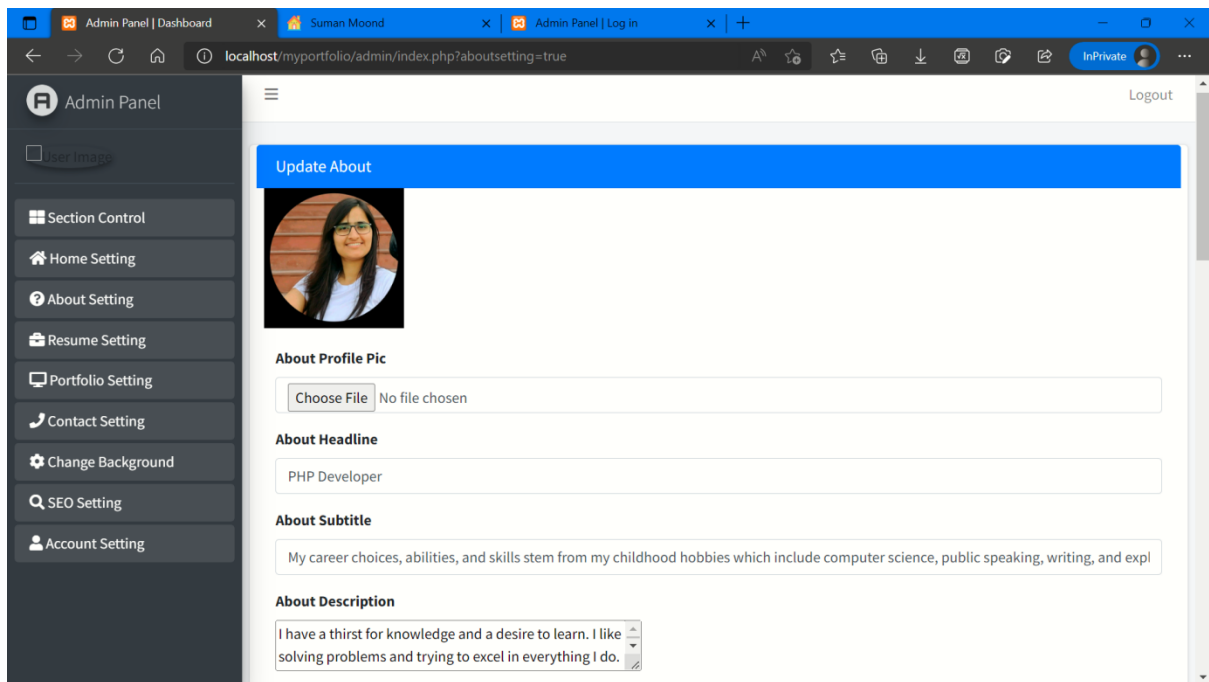 Admin Panel | Dashboard
Suman Moond
Admin Panel | Log in
localhost/myportfolio/admin/index.php?aboutsetting=true
InPrivate
Admin Panel
Logout
User Image
Update About
Section Control
Home Setting
About Setting
Resume Setting
Portfolio Setting
Contact Setting
Change Background
SEO Setting
Account Setting
About Profile Pic
Choose File No file chosen
About Headline
PHP Developer
About Subtitle
My career choices, abilities, and skills stem from my childhood hobbies which include computer science, public speaking, writing, and expl
About Description
I have a thirst for knowledge and a desire to learn. I like
solving problems and trying to excel in everything I do.